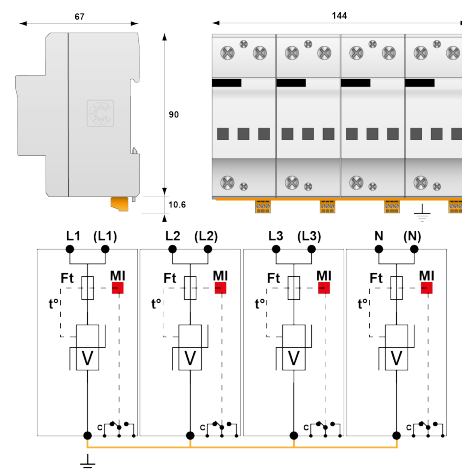 67
144
90
10.6
L1 (L1) L2 (L2) L3 (L3) N (N)
Ft MI Ft MI Ft MI Ft MI
t° t° t° t°
V V V V
C C C C